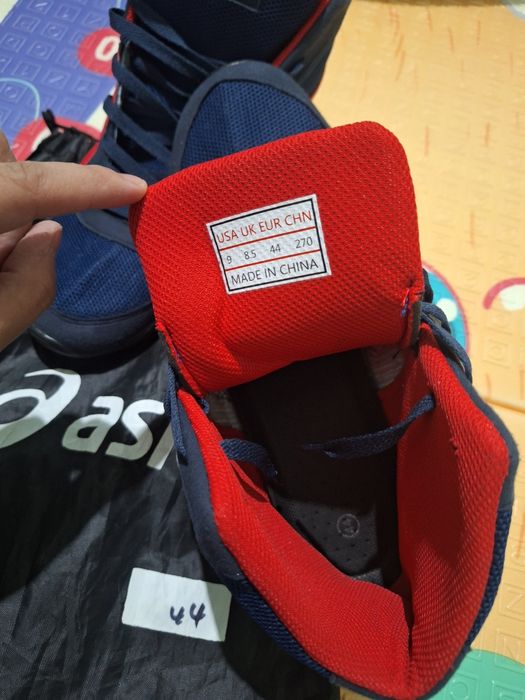 USA UK EUR CHN
9 8.5 44 270
MADE IN CHINA
asi
44